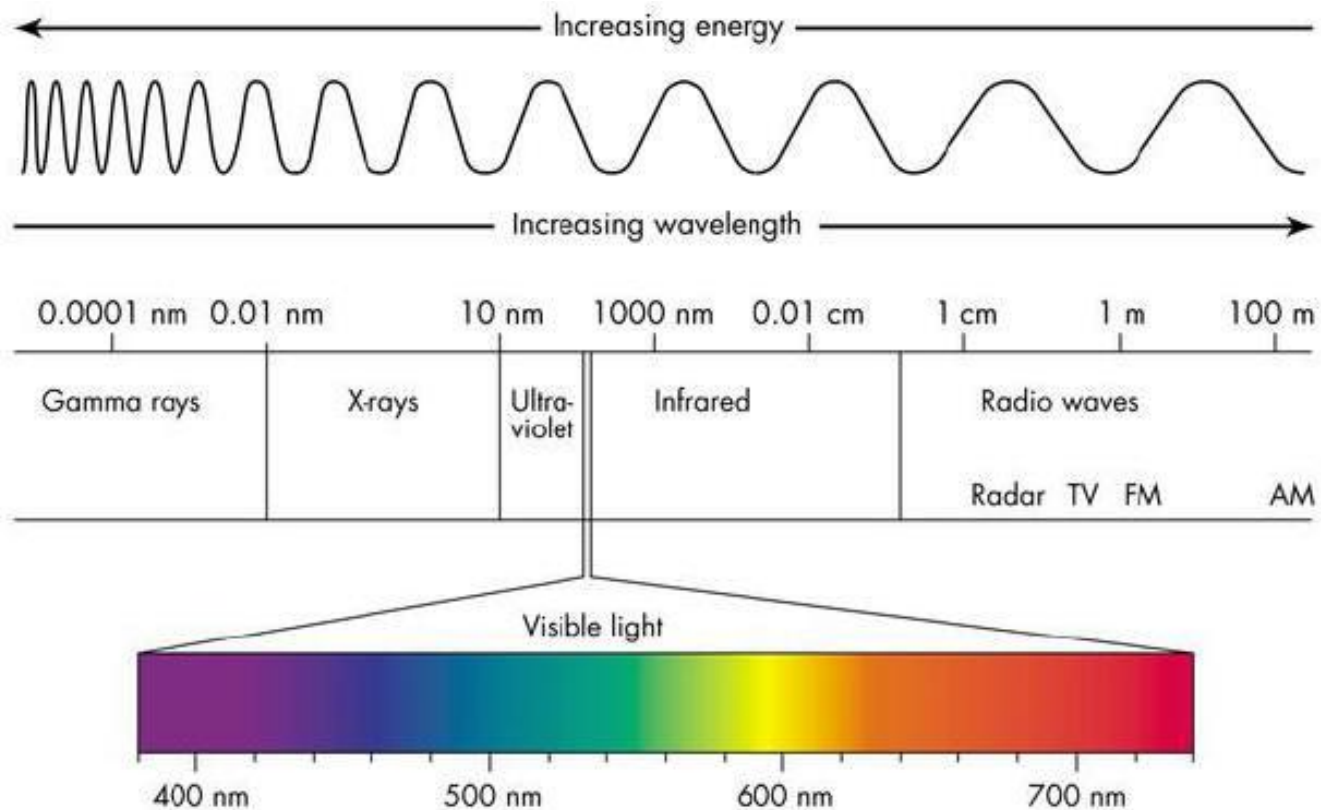 Increasing energy
Increasing wavelength
0.0001 nm 0.01 nm 10 nm 1000 nm 0.01 cm 1 cm 1 m 100 m
Gamma rays X-rays Ultra- Infrared Radio waves
violet
Radar TV FM AM
Visible light
400 nm 500 nm 600 nm 700 nm